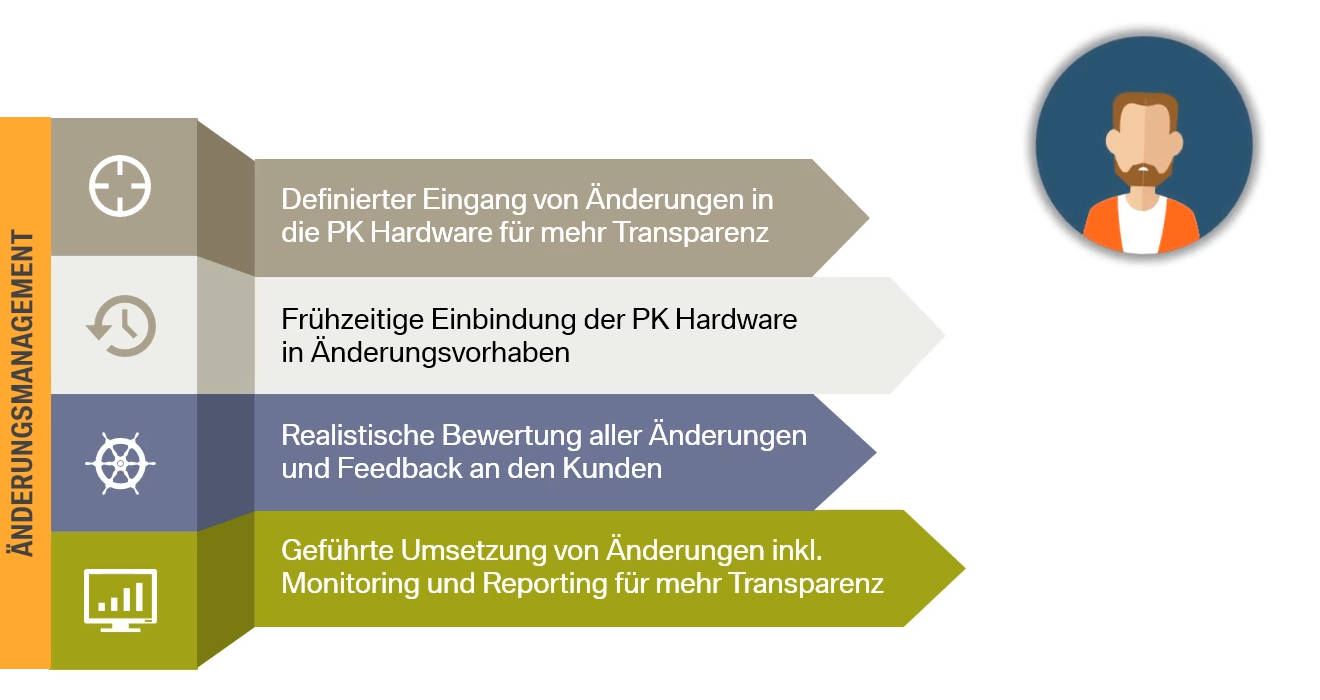 ÄNDERUNGSMANAGEMENT
Definierter Eingang von Änderungen in
die PK Hardware für mehr Transparenz
Frühzeitige Einbindung der PK Hardware
in Änderungsvorhaben
Realistische Bewertung aller Änderungen
und Feedback an den Kunden
Geführte Umsetzung von Änderungen inkl.
Monitoring und Reporting für mehr Transparenz